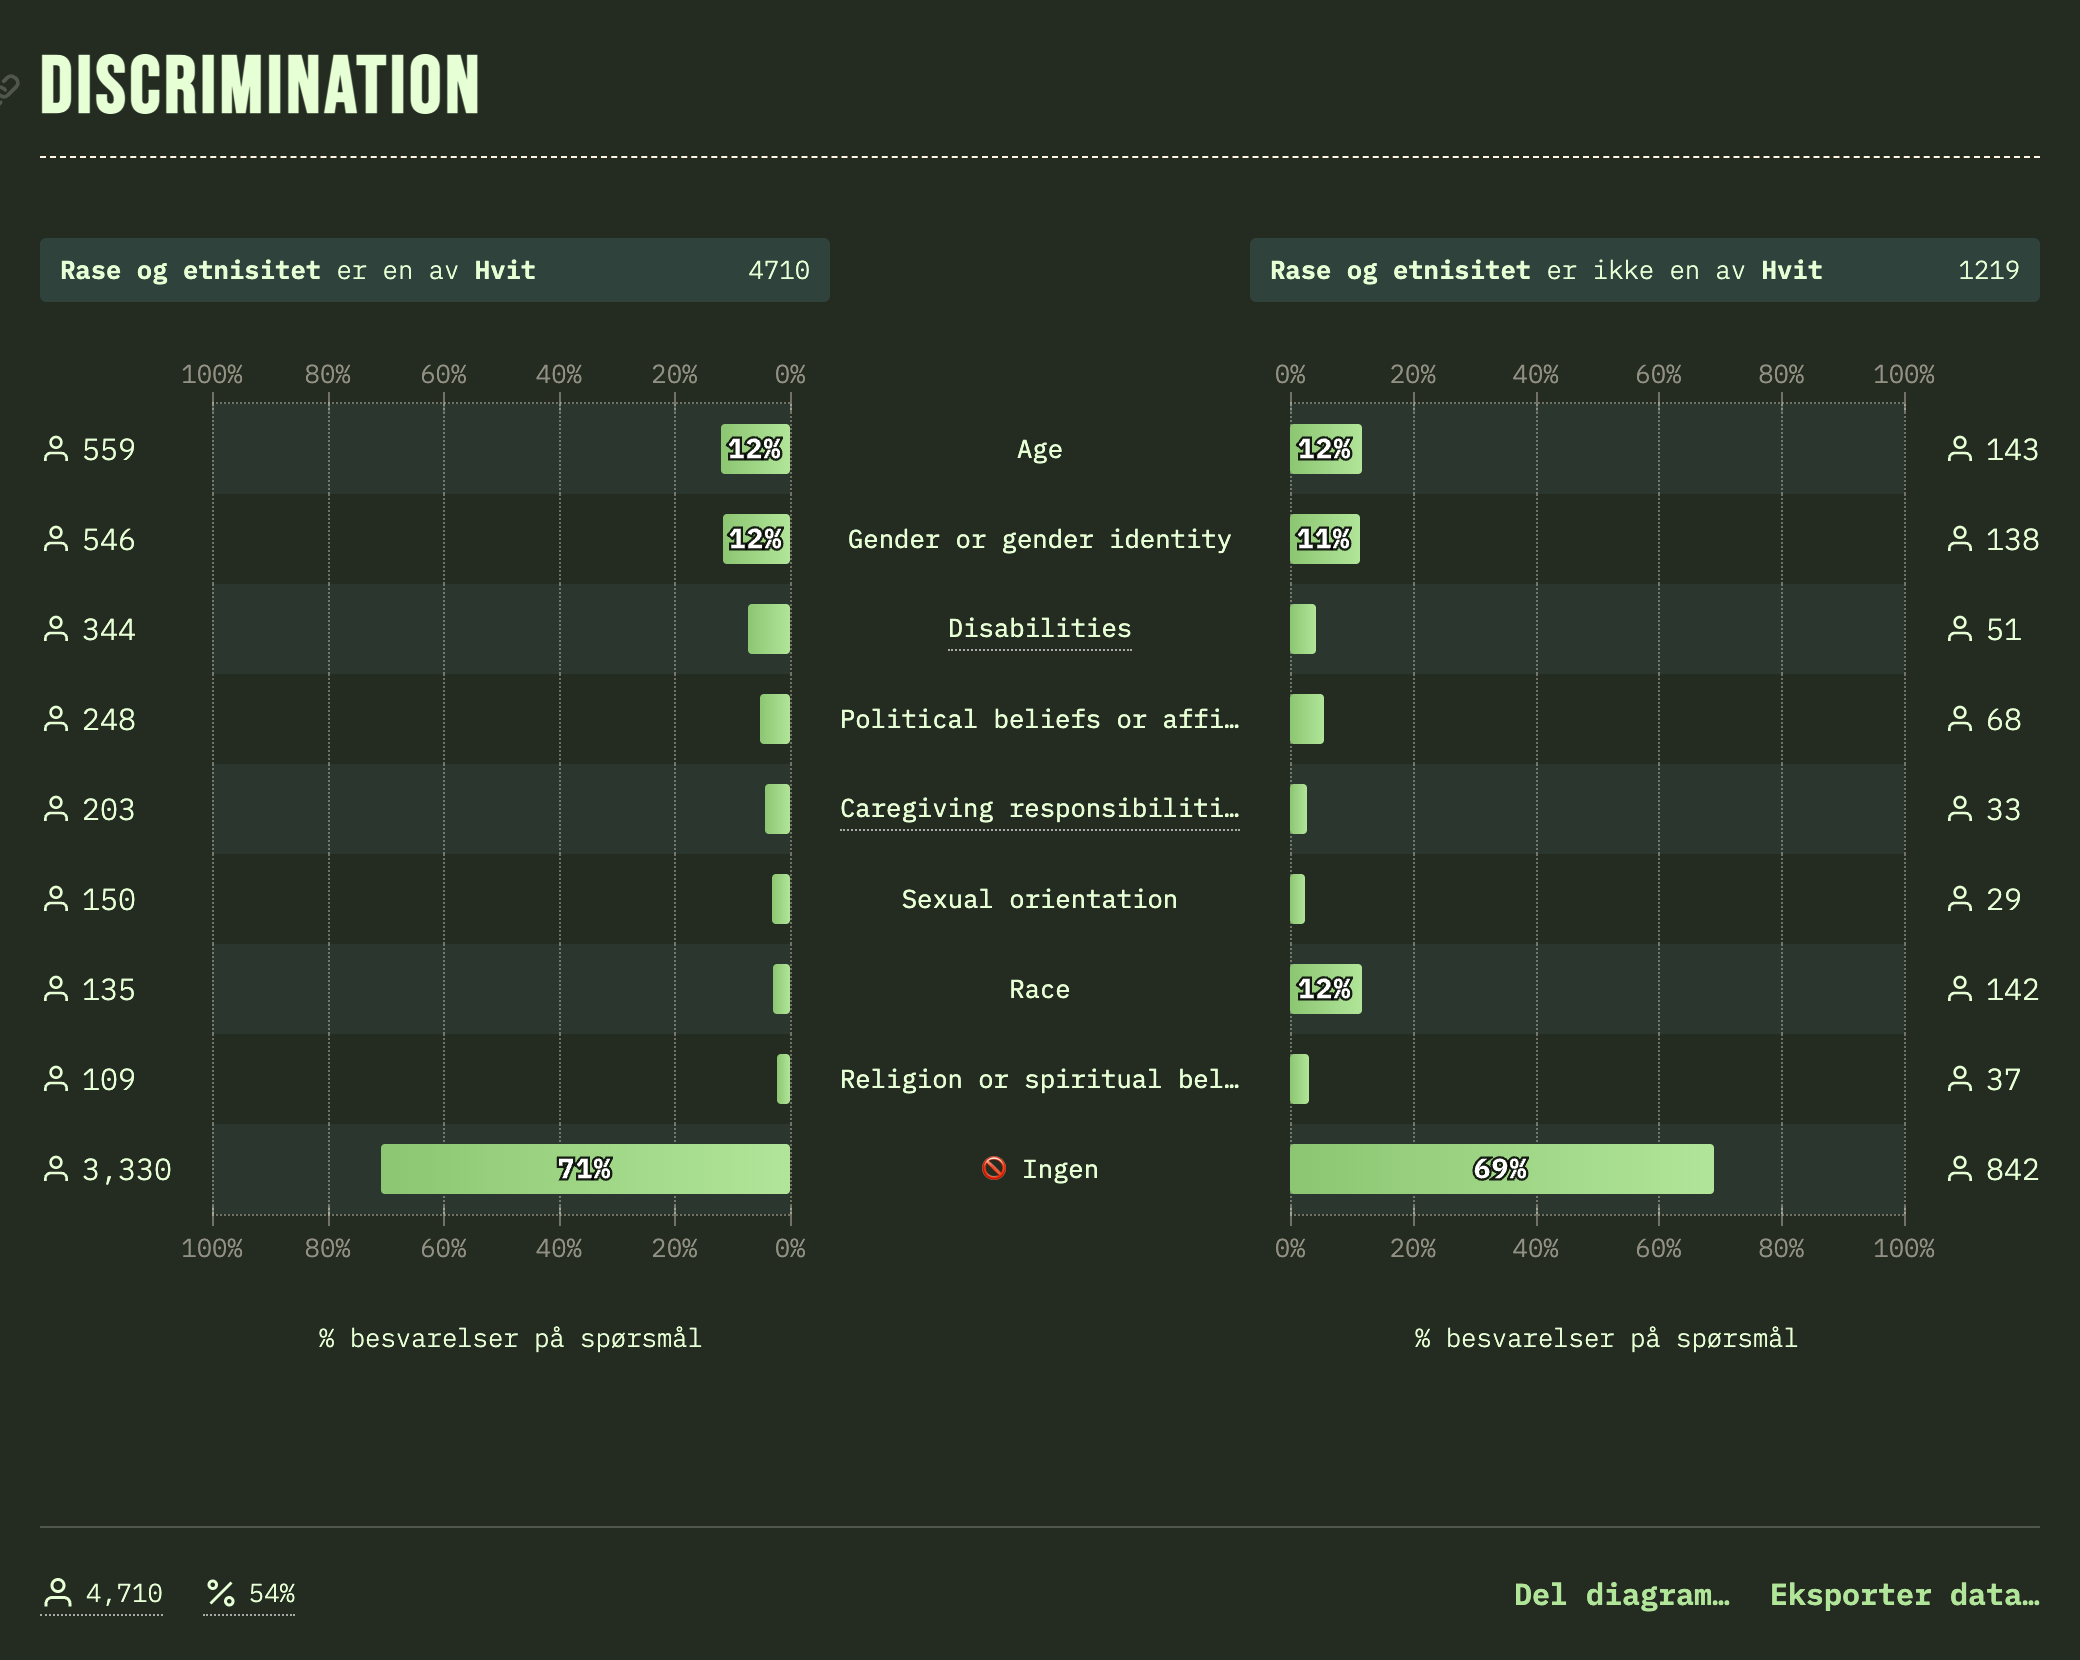 DISCRIMINATION
Rase og etnisitet er en av Hvit 4710
Rase og etnisitet er ikke en av Hvit 1219
100% 80% 60% 40% 20% 0%
0% 20% 40% 60% 80% 100%
559 12% Age 12% 143
546 12% Gender or gender identity 11% 138
344 Disabilities 51
248 Political beliefs or affi… 68
203 Caregiving responsibiliti… 33
150 Sexual orientation 29
135 Race 12% 142
109 Religion or spiritual bel… 37
3,330 71% 🚫 Ingen 69% 842
100% 80% 60% 40% 20% 0%
0% 20% 40% 60% 80% 100%
% besvarelser på spørsmål
% besvarelser på spørsmål
4,710 % 54%
Del diagram… Eksporter data…